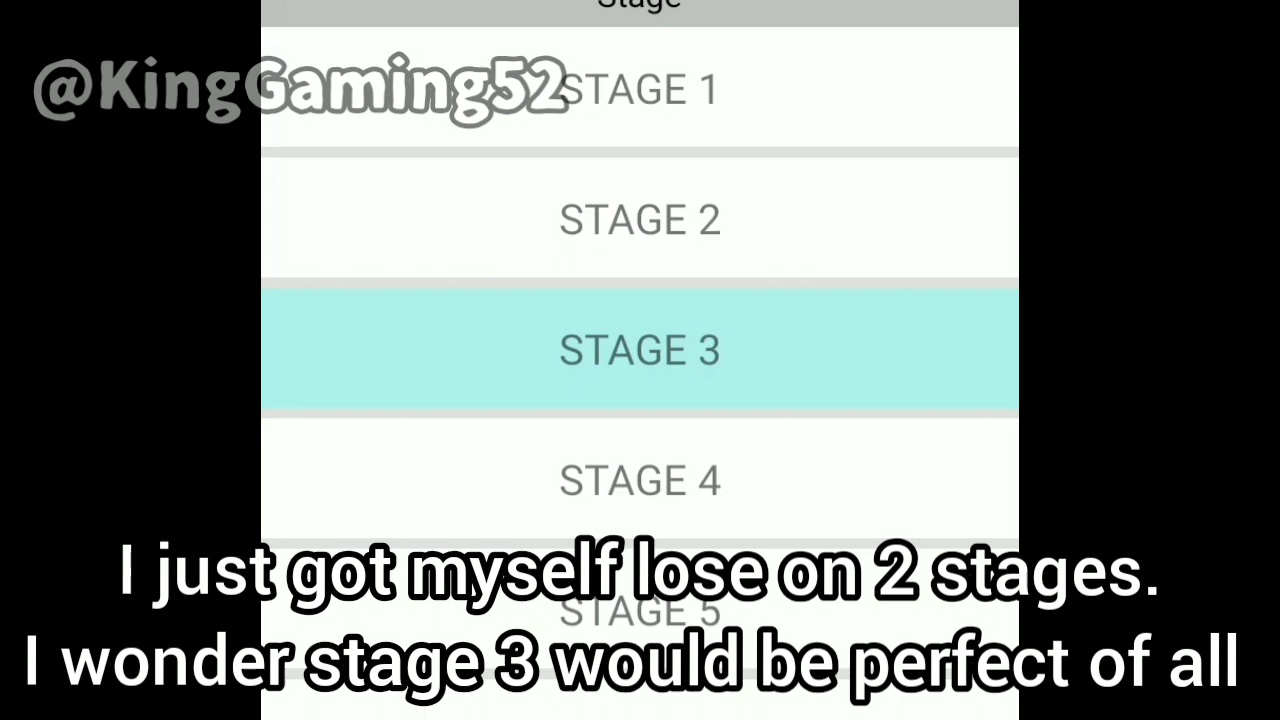 Stage
@KingGaming52
STAGE 1
STAGE 2
STAGE 3
STAGE 4
STAGE 5
I just got myself lose on 2 stages.
I wonder stage 3 would be perfect of all